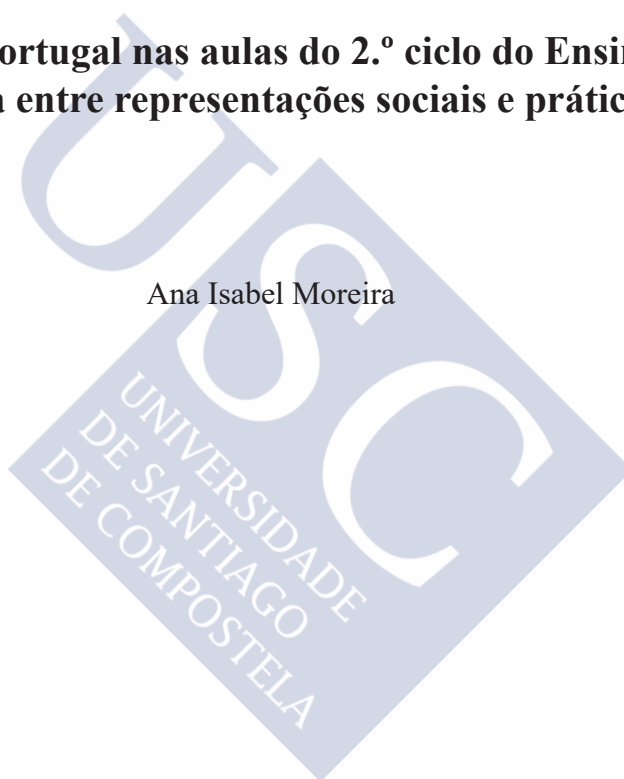 ortugal nas aulas do 2.º ciclo do Ensin
a entre representações sociais e prátic
Ana Isabel Moreira
USC
UNIVERSIDADE
DE SANTIAGO
DE COMPOSTELA